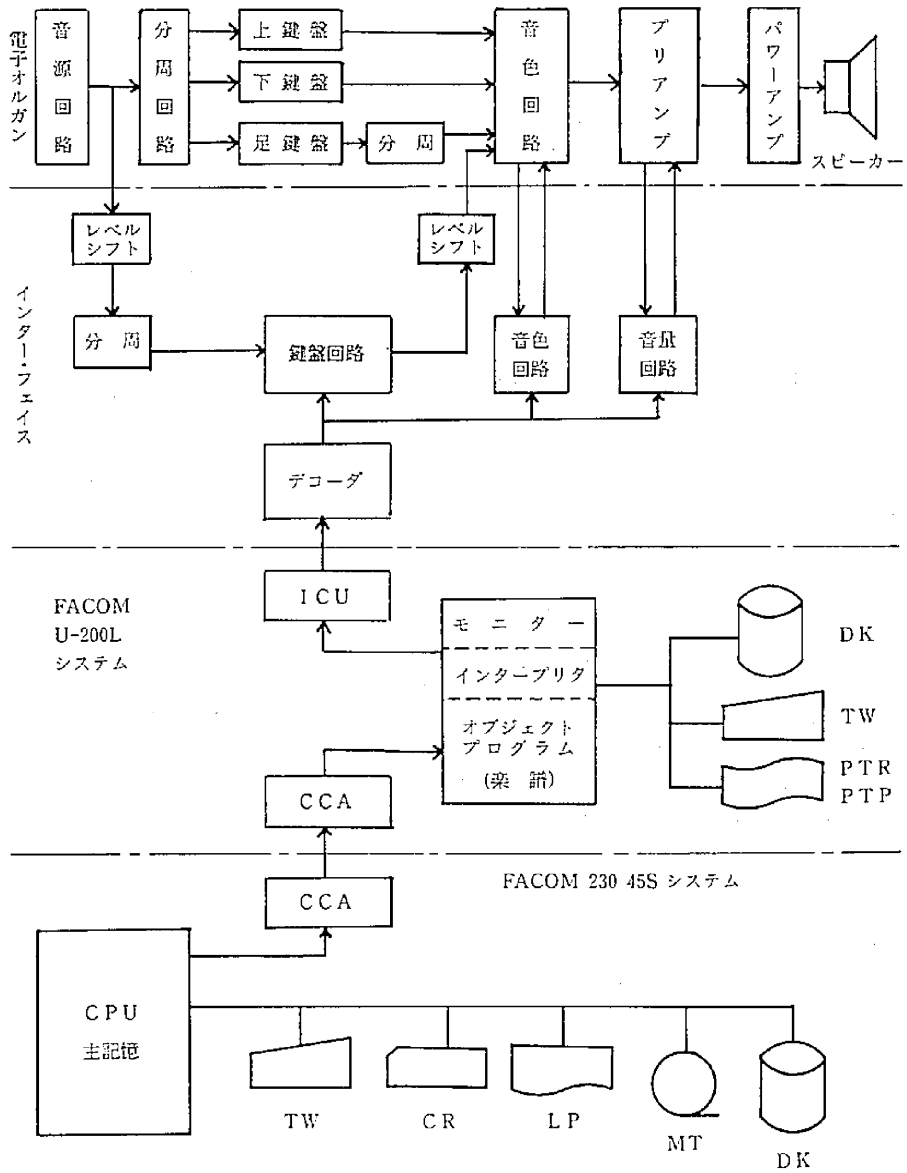 電子オルガン
音源回路
分周回路
上鍵盤
下鍵盤
足鍵盤
分周
音色回路
プリアンプ
パワーアンプ
スピーカー
インター・フェイス
レベル
シフト
レベル
シフト
分周
鍵盤回路
音色
回路
音量
回路
デコーダ
FACOM
U-200L
システム
ICU
モニター
インタープリタ
オブジェクト
プログラム
(楽譜)
DK
TW
PTR
PTP
CCA
FACOM 230 45S システム
CCA
CPU
主記憶
TW
CR
LP
MT
DK